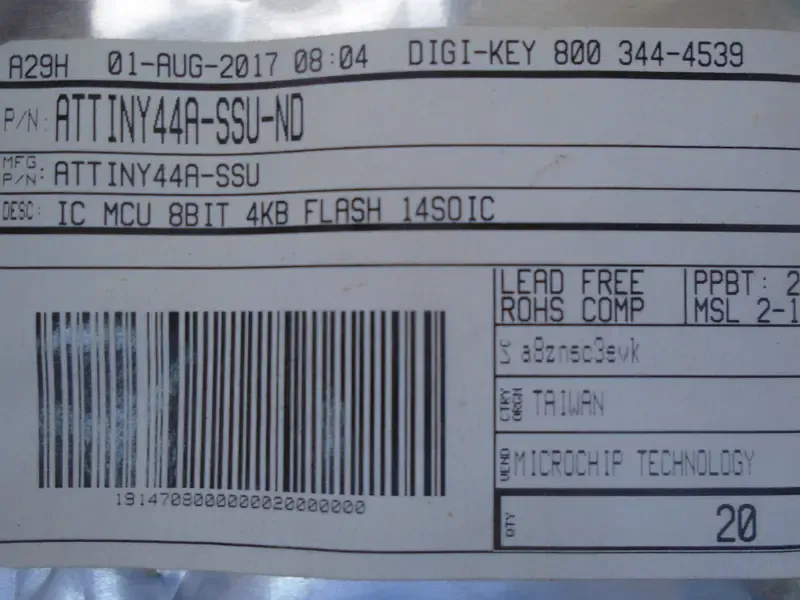 A29H 01-AUG-2017 08:04 DIGI-KEY 800 344-4539
P/N: ATTINY44A-SSU-ND
MFG P/N: ATTINY44A-SSU
DESC: IC MCU 8BIT 4KB FLASH 14SOIC
LEAD FREE
ROHS COMP
PPBT: 2
MSL 2-1
a8znsc3svk
CTRY ORGN TAIWAN
VEND MICROCHIP TECHNOLOGY
QTY 20